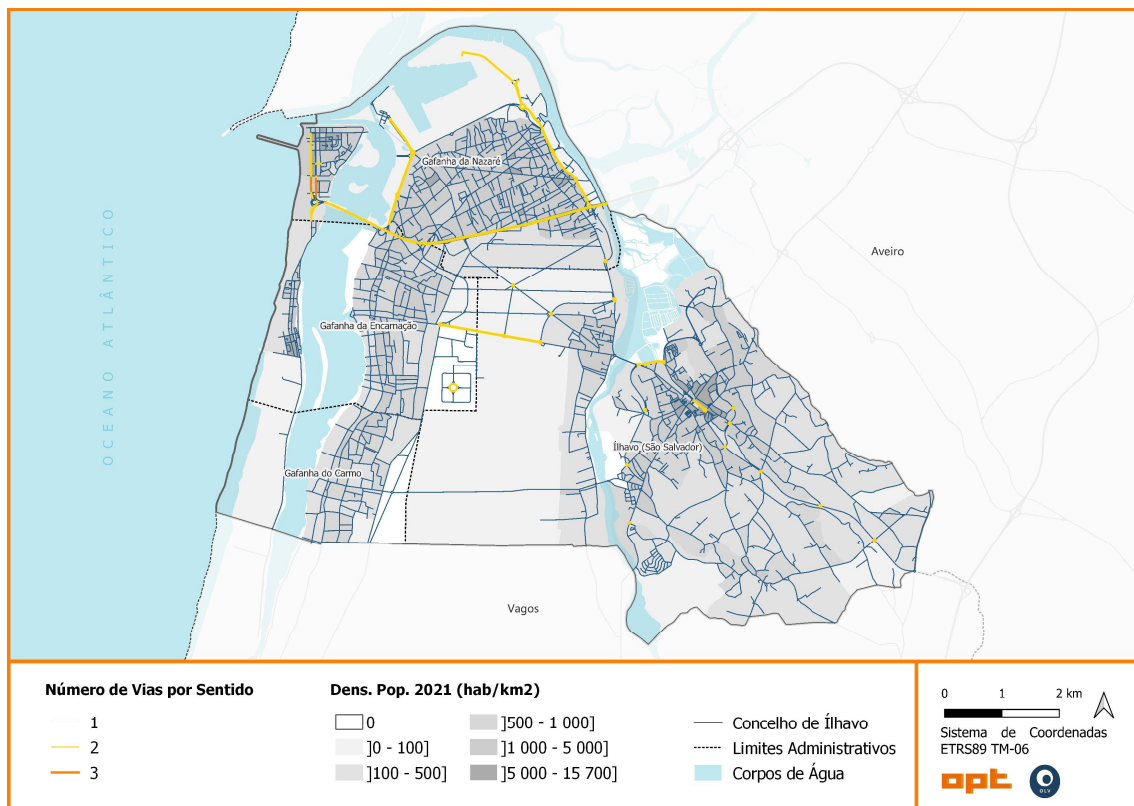 Gafanha da Nazaré
Aveiro
OCEANO ATLÂNTICO
Gafanha da Encarnação
Ílhavo (São Salvador)
Gafanha do Carmo
Vagos
Número de Vias por Sentido
1
2
3
Dens. Pop. 2021 (hab/km2)
0
]0 - 100]
]100 - 500]
]500 - 1 000]
]1 000 - 5 000]
]5 000 - 15 700]
Concelho de Ílhavo
Limites Administrativos
Corpos de Água
0 1 2 km
Sistema de Coordenadas
ETRS89 TM-06
opt
OLV